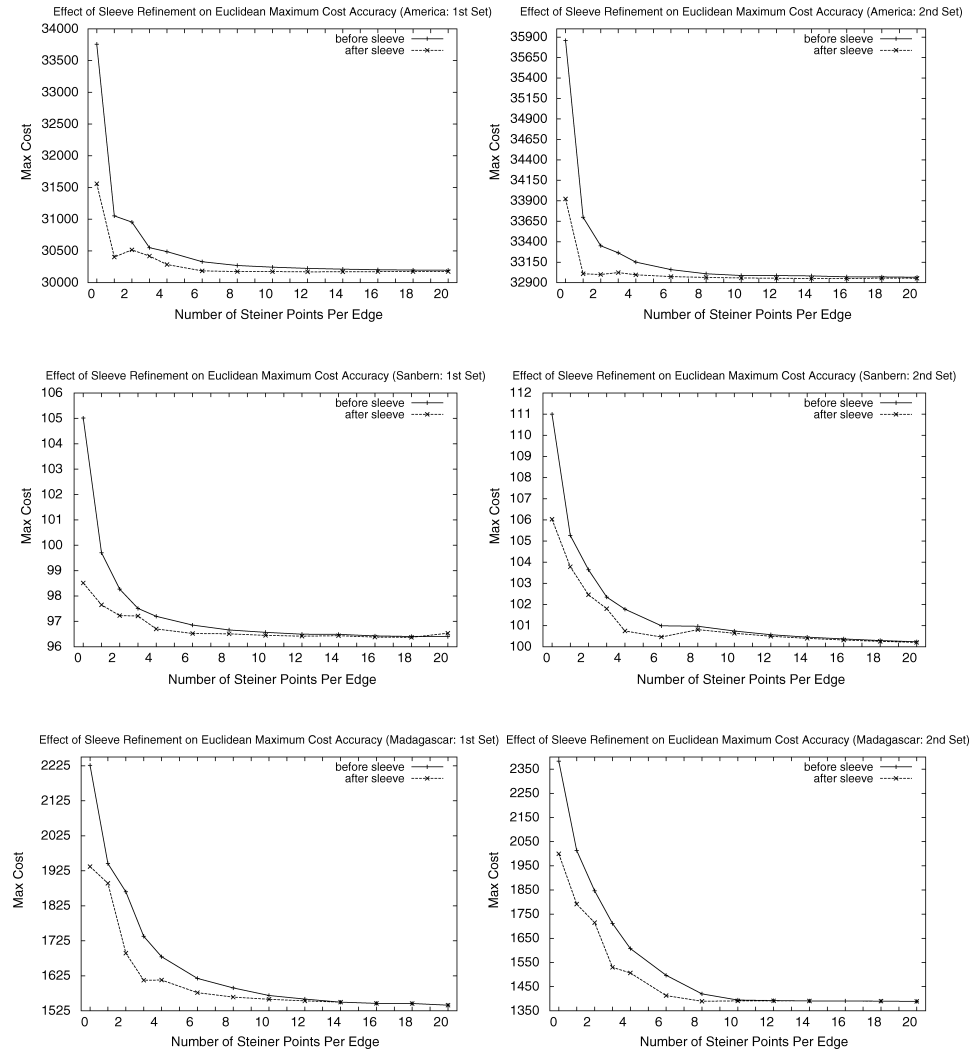 Effect of Sleeve Refinement on Euclidean Maximum Cost Accuracy (America: 1st Set)
before sleeve
after sleeve
34000
33500
33000
32500
32000
31500
31000
30500
30000
Max Cost
0 2 4 6 8 10 12 14 16 18 20
Number of Steiner Points Per Edge
Effect of Sleeve Refinement on Euclidean Maximum Cost Accuracy (America: 2nd Set)
before sleeve
after sleeve
35900
35650
35400
35150
34900
34650
34400
34150
33900
33650
33400
33150
32900
Max Cost
0 2 4 6 8 10 12 14 16 18 20
Number of Steiner Points Per Edge
Effect of Sleeve Refinement on Euclidean Maximum Cost Accuracy (Sanbern: 1st Set)
before sleeve
after sleeve
106
105
104
103
102
101
100
99
98
97
96
Max Cost
0 2 4 6 8 10 12 14 16 18 20
Number of Steiner Points Per Edge
Effect of Sleeve Refinement on Euclidean Maximum Cost Accuracy (Sanbern: 2nd Set)
before sleeve
after sleeve
112
111
110
109
108
107
106
105
104
103
102
101
100
Max Cost
0 2 4 6 8 10 12 14 16 18 20
Number of Steiner Points Per Edge
Effect of Sleeve Refinement on Euclidean Maximum Cost Accuracy (Madagascar: 1st Set)
before sleeve
after sleeve
2225
2125
2025
1925
1825
1725
1625
1525
Max Cost
0 2 4 6 8 10 12 14 16 18 20
Number of Steiner Points Per Edge
Effect of Sleeve Refinement on Euclidean Maximum Cost Accuracy (Madagascar: 2nd Set)
before sleeve
after sleeve
2350
2250
2150
2050
1950
1850
1750
1650
1550
1450
1350
Max Cost
0 2 4 6 8 10 12 14 16 18 20
Number of Steiner Points Per Edge